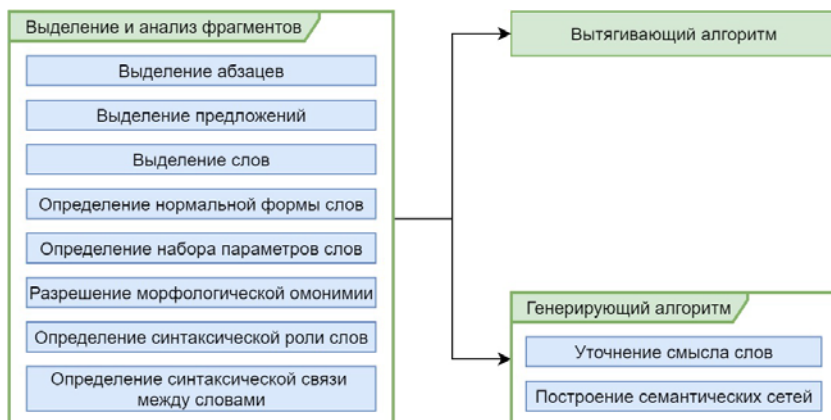 Выделение и анализ фрагментов
Выделение абзацев
Выделение предложений
Выделение слов
Определение нормальной формы слов
Определение набора параметров слов
Разрешение морфологической омонимии
Определение синтаксической роли слов
Определение синтаксической связи
между словами
Вытягивающий алгоритм
Генерирующий алгоритм
Уточнение смысла слов
Построение семантических сетей